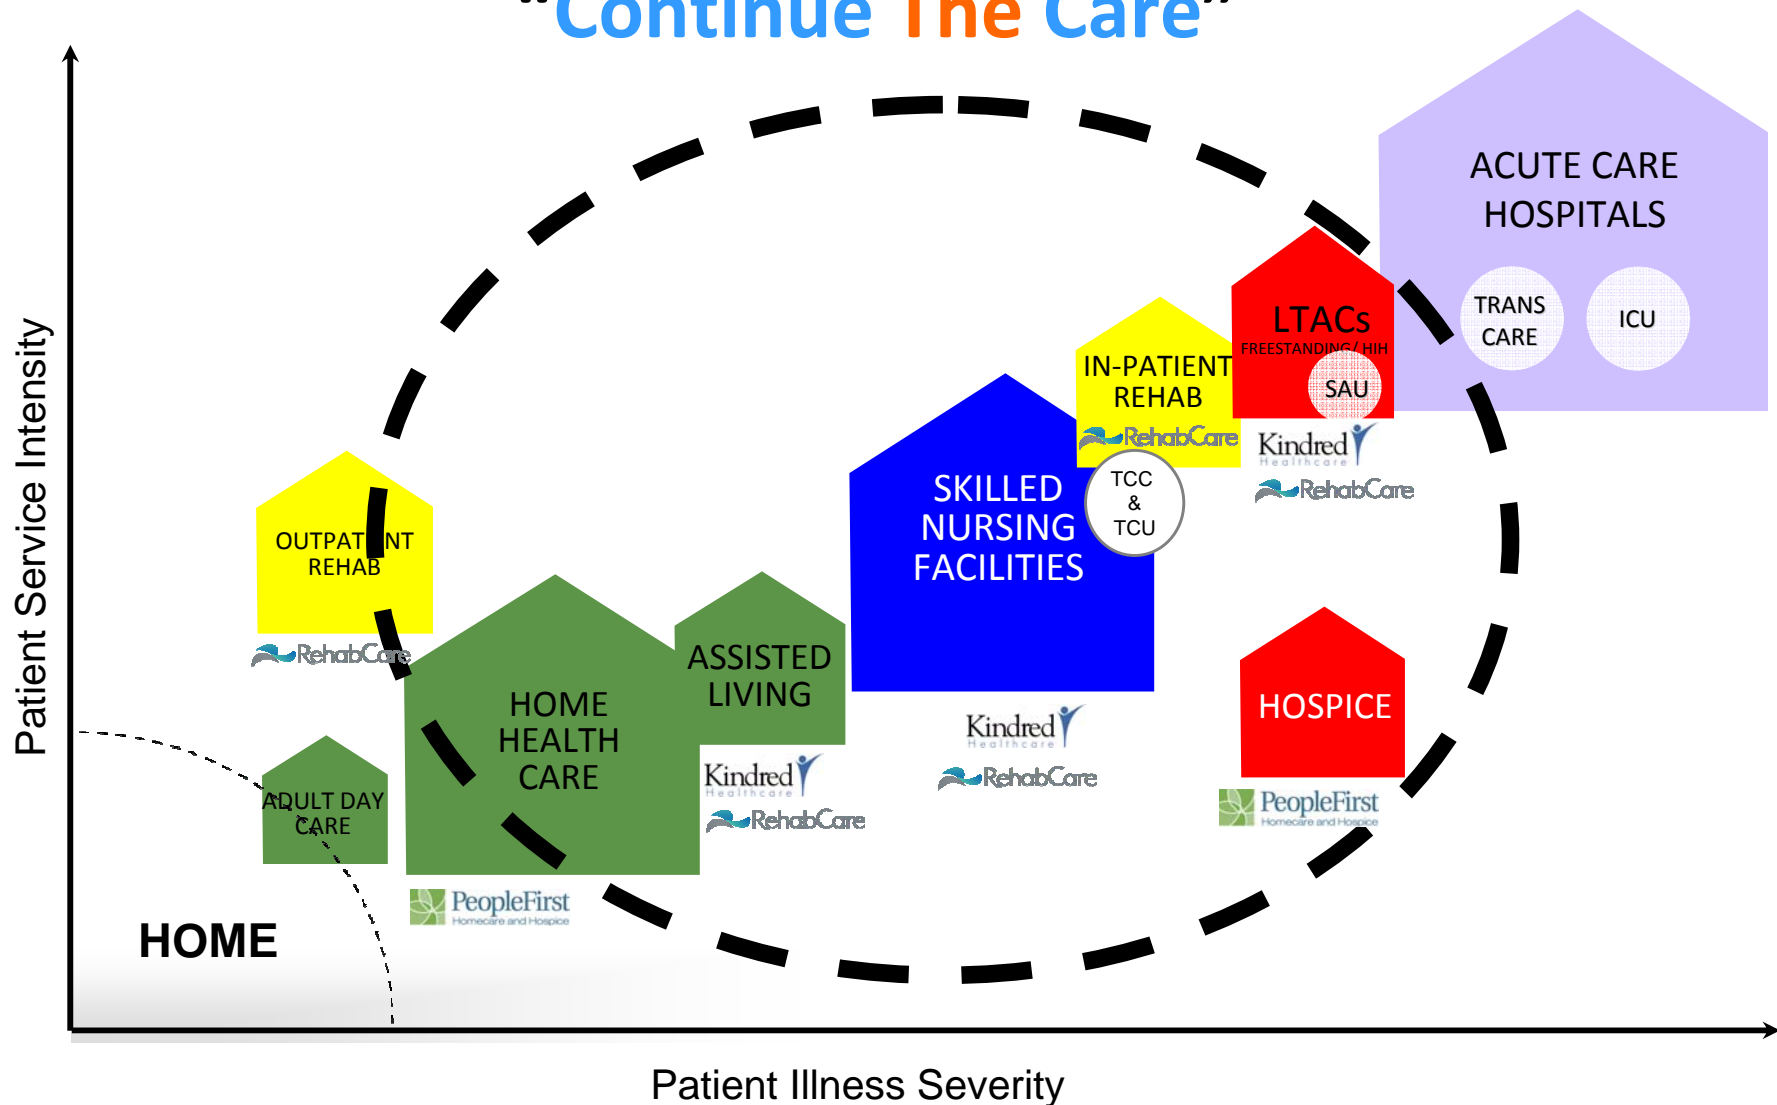 "Continue The Care"
Patient Service Intensity
ACUTE CARE
HOSPITALS
TRANS
CARE
ICU
LTACs
FREESTANDING/ HIH
SAU
Kindred
Healthcare
RehabCare
IN-PATIENT
REHAB
RehabCare
TCC
&
TCU
SKILLED
NURSING
FACILITIES
Kindred
Healthcare
RehabCare
OUTPATIENT
REHAB
RehabCare
HOME
HEALTH
CARE
PeopleFirst
Homecare and Hospice
ASSISTED
LIVING
Kindred
Healthcare
RehabCare
HOSPICE
PeopleFirst
Homecare and Hospice
ADULT DAY
CARE
HOME
Patient Illness Severity